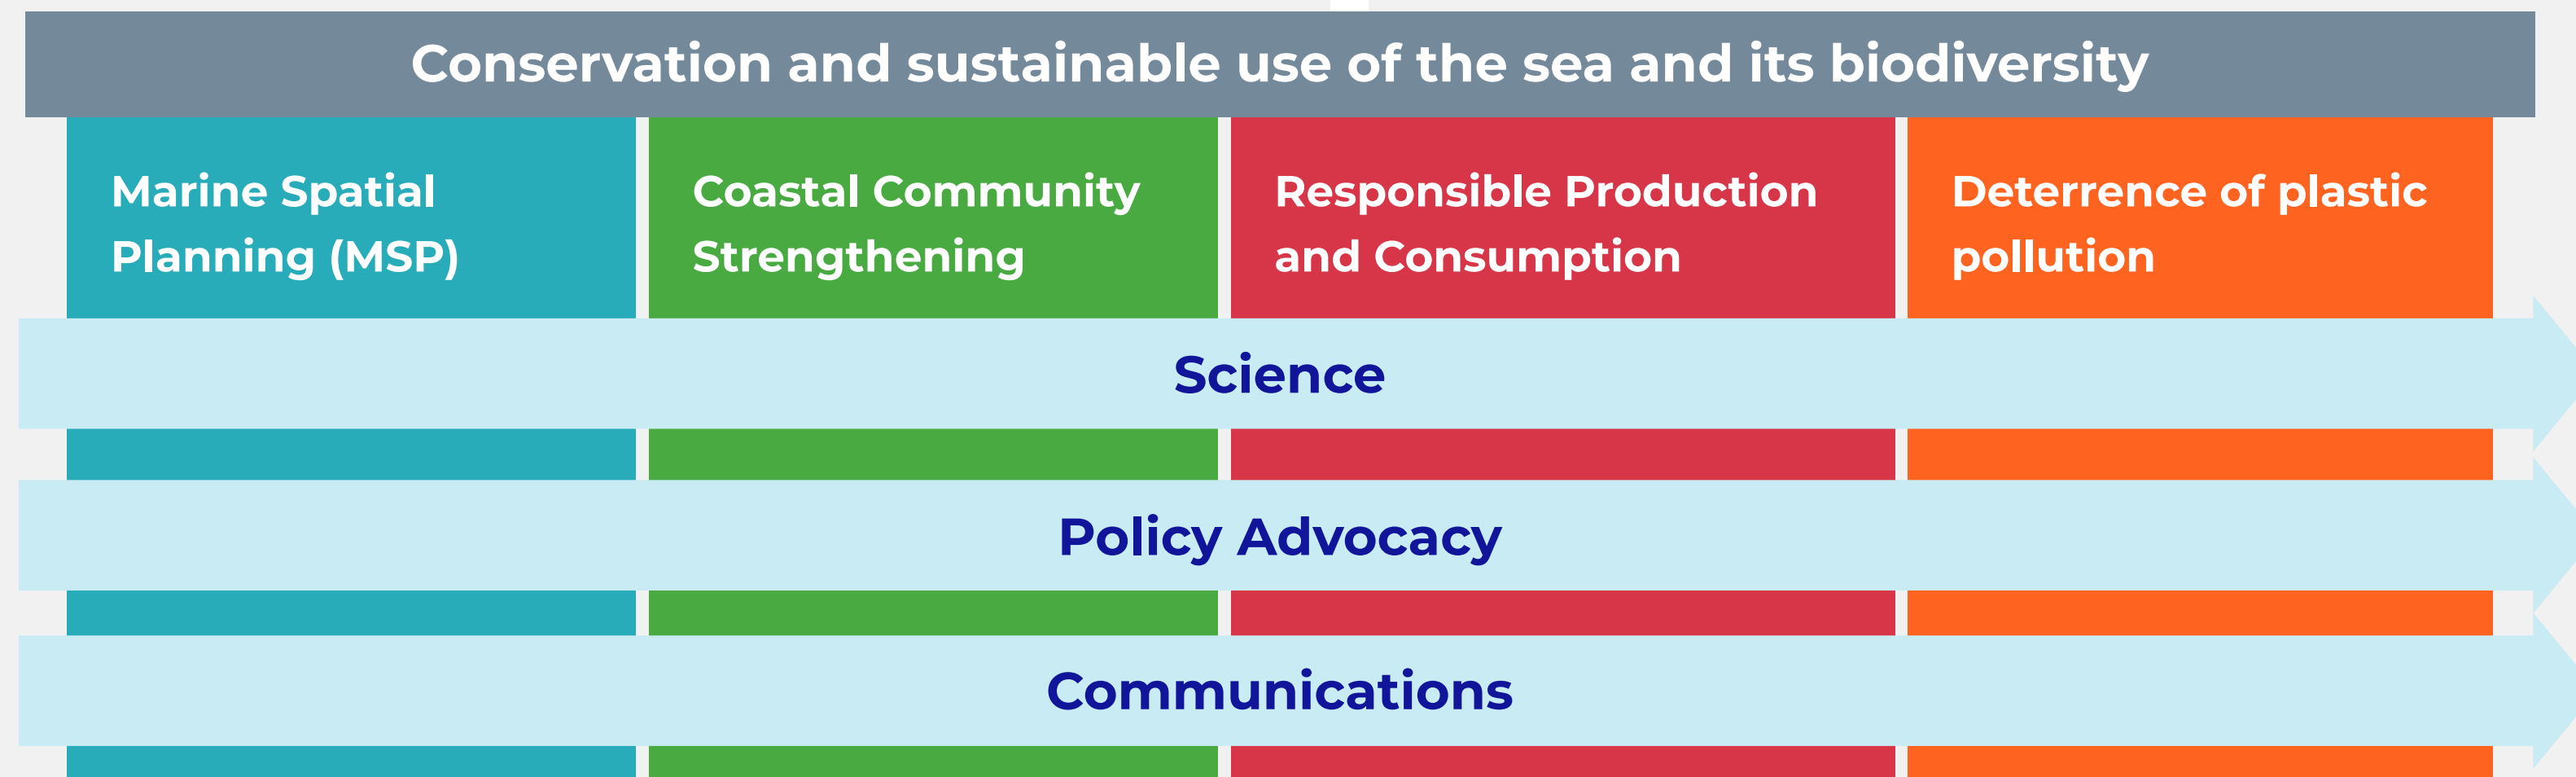 Conservation and sustainable use of the sea and its biodiversity
Marine Spatial
Planning (MSP)
Coastal Community
Strengthening
Responsible Production
and Consumption
Deterrence of plastic
pollution
Science
Policy Advocacy
Communications